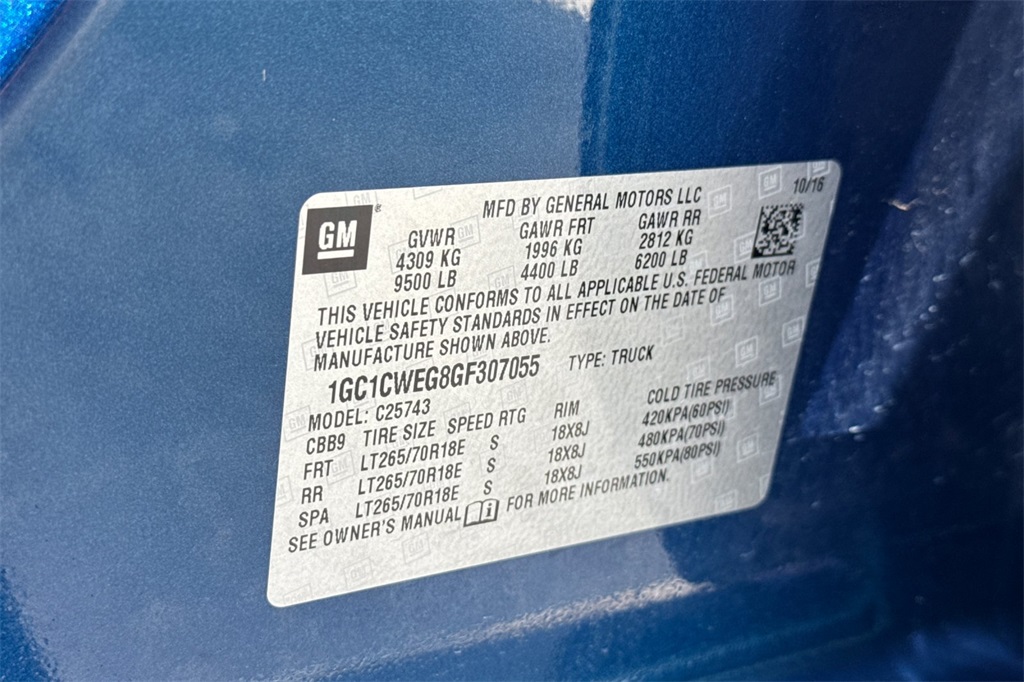 GM
MFD BY GENERAL MOTORS LLC 10/16
GVWR GAWR FRT GAWR RR
4309 KG 1996 KG 2812 KG
9500 LB 4400 LB 6200 LB
THIS VEHICLE CONFORMS TO ALL APPLICABLE U.S. FEDERAL MOTOR
VEHICLE SAFETY STANDARDS IN EFFECT ON THE DATE OF
MANUFACTURE SHOWN ABOVE.
1GC1CWEG8GF307055 TYPE: TRUCK
MODEL: C25743
CBB9 TIRE SIZE SPEED RTG RIM COLD TIRE PRESSURE
FRT LT265/70R18E S 18X8J 420KPA(60PSI)
RR LT265/70R18E S 18X8J 480KPA(70PSI)
SPA LT265/70R18E S 18X8J 550KPA(80PSI)
SEE OWNER'S MANUAL FOR MORE INFORMATION.